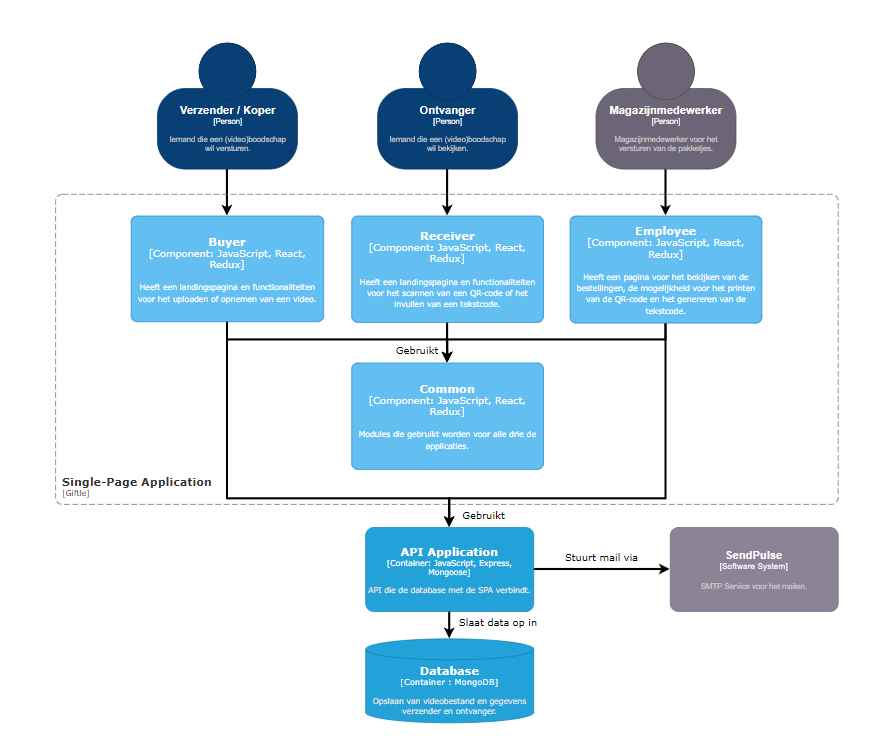 Verzender / Koper
[Person]
Iemand die een (video)boodschap
wil versturen.
Ontvanger
[Person]
Iemand die een (video)boodschap
wil bekijken.
Magazijnmedewerker
[Person]
Magazijnmedewerker voor het
versturen van de pakketjes.
Buyer
[Component: JavaScript, React,
Redux]
Heeft een landingspagina en functionaliteiten
voor het uploaden of opnemen van een video.
Receiver
[Component: JavaScript, React,
Redux]
Heeft een landingspagina en functionaliteiten
voor het scannen van een QR-code of het
invullen van een tekstcode.
Employee
[Component: JavaScript, React,
Redux]
Heeft een pagina voor het bekijken van de
bestellingen, de mogelijkheid voor het printen
van de QR-code en het genereren van de
tekstcode.
Gebruikt
Common
[Component: JavaScript, React,
Redux]
Modules die gebruikt worden voor alle drie de
applicaties.
Single-Page Application
[Giftle]
Gebruikt
API Application
[Container: JavaScript, Express,
Mongoose]
API die de database met de SPA verbindt.
Stuurt mail via
SendPulse
[Software System]
SMTP Service voor het mailen.
Slaat data op in
Database
[Container : MongoDB]
Opslaan van videobestand en gegevens
verzender en ontvanger.